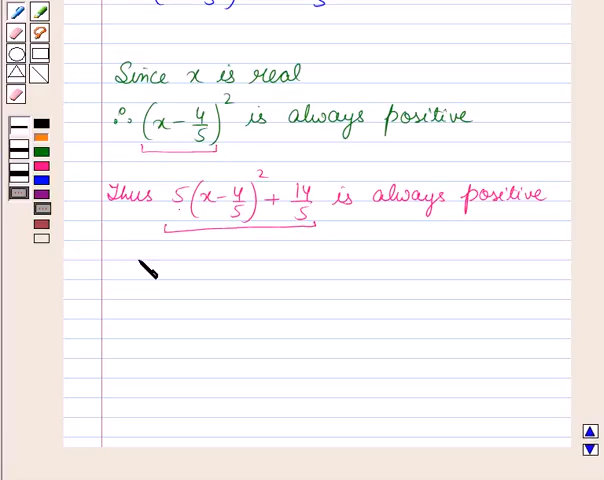 Since x is real
∴ (x - 4/5)² is always positive
Thus 5(x - 4/5)² + 14/5 is always positive